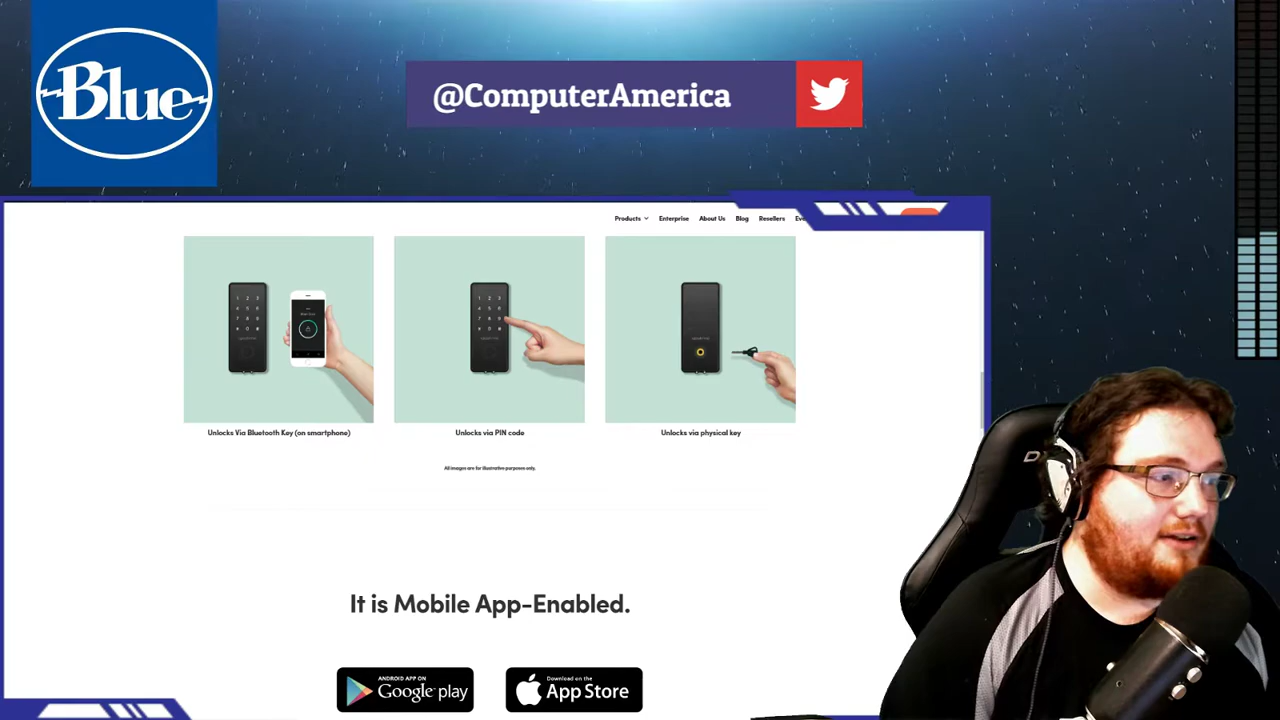 Blue
@ComputerAmerica
Products
Enterprise
About Us
Blog
Resellers
Unlocks Via Bluetooth Key (on smartphone)
Unlocks via PIN code
Unlocks via physical key
All images are for illustrative purposes only.
It is Mobile App-Enabled.
ANDROID APP ON
Google play
Download on the
App Store